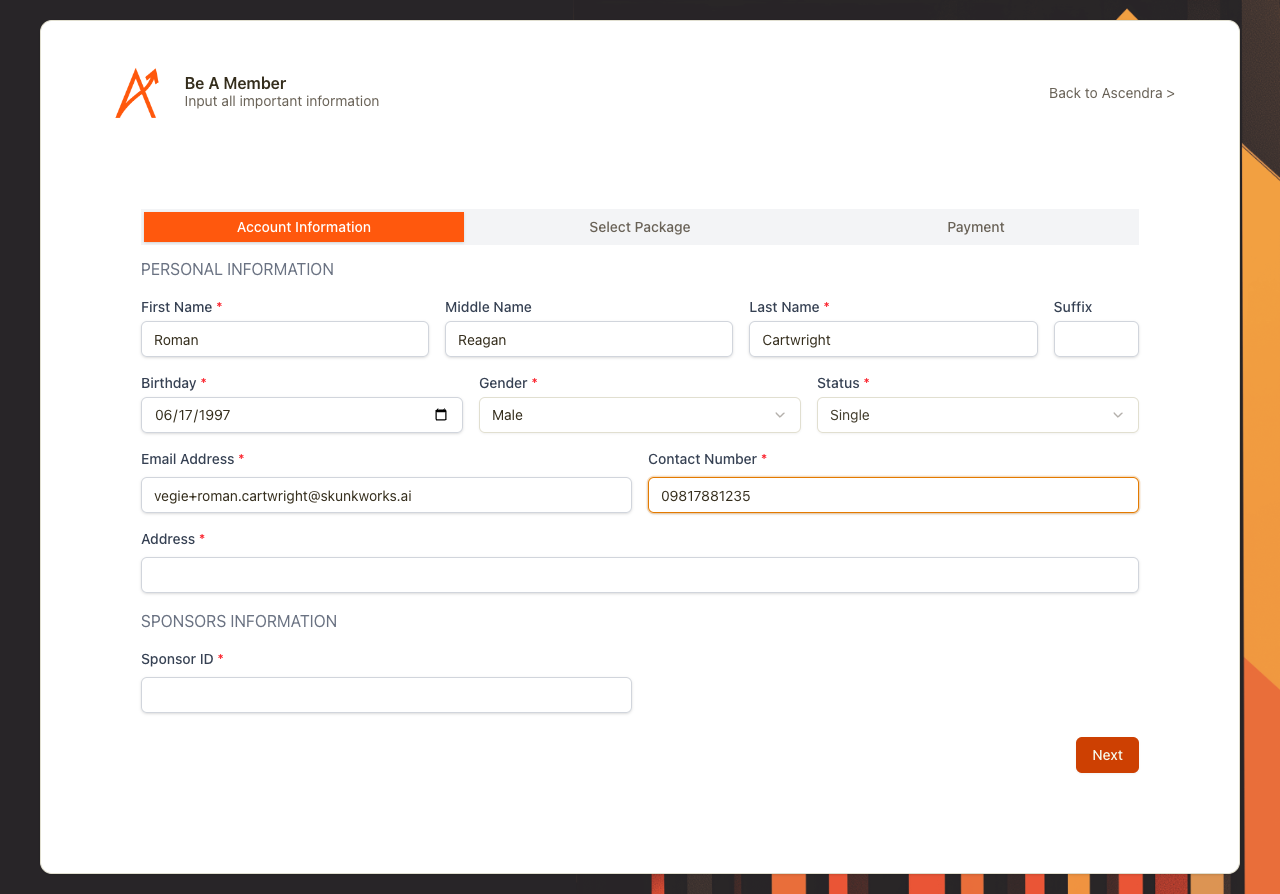 Be A Member
Input all important information
Back to Ascendra >
Account Information Select Package Payment
PERSONAL INFORMATION
First Name * Middle Name Last Name * Suffix
Roman Reagan Cartwright
Birthday * Gender * Status *
06/17/1997 Male Single
Email Address * Contact Number *
vegie+roman.cartwright@skunkworks.ai 09817881235
Address *
SPONSORS INFORMATION
Sponsor ID *
Next